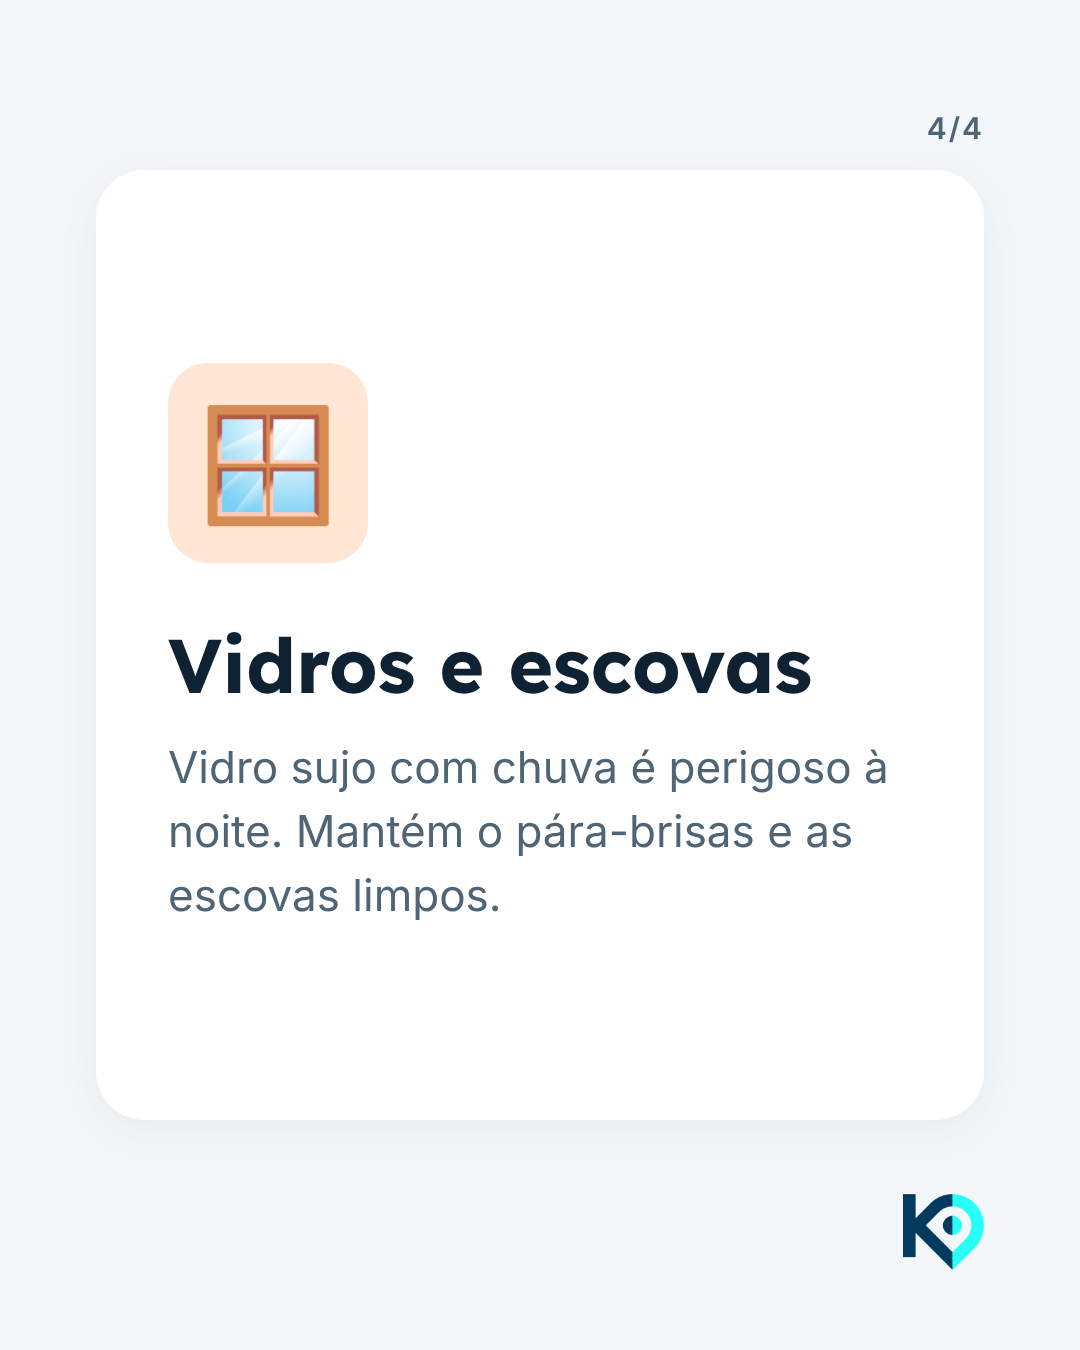 4/4
Vidros e escovas
Vidro sujo com chuva é perigoso à
noite. Mantém o pára-brisas e as
escovas limpos.